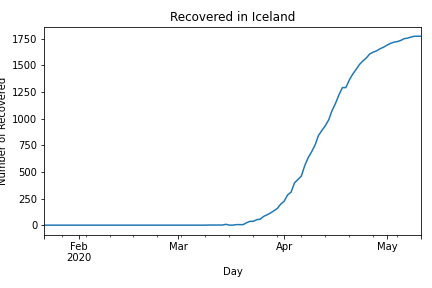 Recovered in Iceland
Number of Recovered
1750
1500
1250
1000
750
500
250
0
Feb
2020
Mar
Apr
May
Day